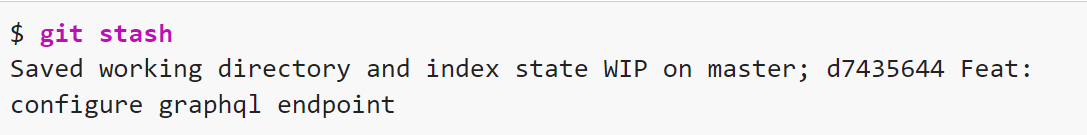 $ git stash
Saved working directory and index state WIP on master; d7435644 Feat:
configure graphql endpoint